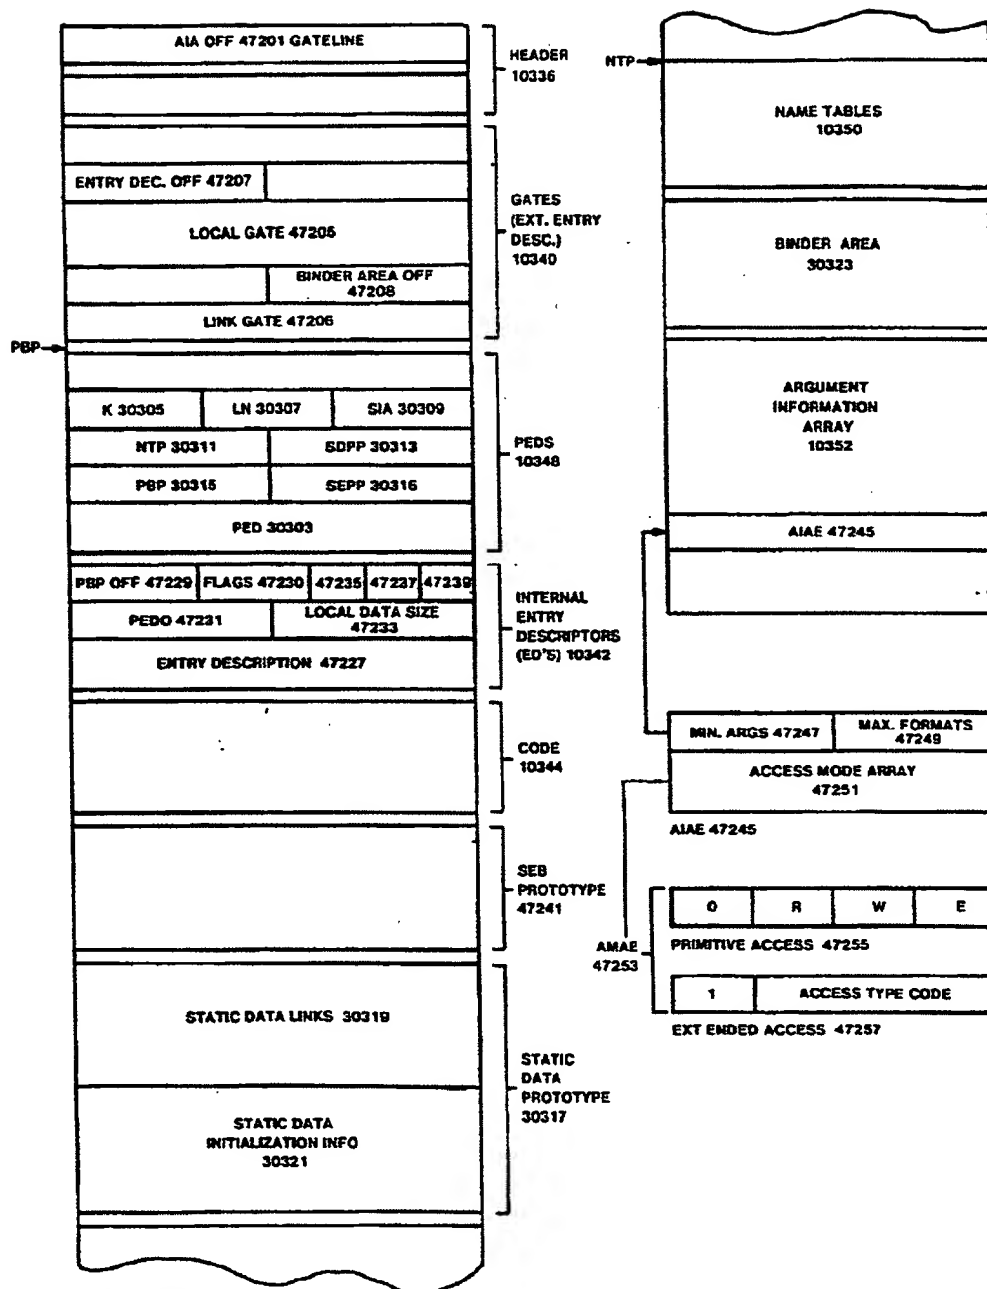 AIA OFF 47201 GATELINE
HEADER
10336
ENTRY DEC. OFF 47207
LOCAL GATE 47205
BINDER AREA OFF
47208
LINK GATE 47206
GATES
(EXT. ENTRY
DESC.)
10340
PBP
K 30305
LN 30307
SIA 30309
NTP 30311
SDPP 30313
PBP 30315
SEPP 30316
PED 30303
PEDS
10348
PBP OFF 47229
FLAGS 47230
47235
47237
47239
PEDO 47231
LOCAL DATA SIZE
47233
ENTRY DESCRIPTION 47227
INTERNAL
ENTRY
DESCRIPTORS
(ED'S) 10342
CODE
10344
SEB
PROTOTYPE
47241
STATIC DATA LINKS 30319
STATIC DATA
INITIALIZATION INFO
30321
STATIC
DATA
PROTOTYPE
30317
NTP
NAME TABLES
10350
BINDER AREA
30323
ARGUMENT
INFORMATION
ARRAY
10352
AIAE 47245
MIN. ARGS 47247
MAX. FORMATS
47249
ACCESS MODE ARRAY
47251
AIAE 47245
AMAE
47253
0 R W E
PRIMITIVE ACCESS 47255
1 ACCESS TYPE CODE
EXT ENDED ACCESS 47257